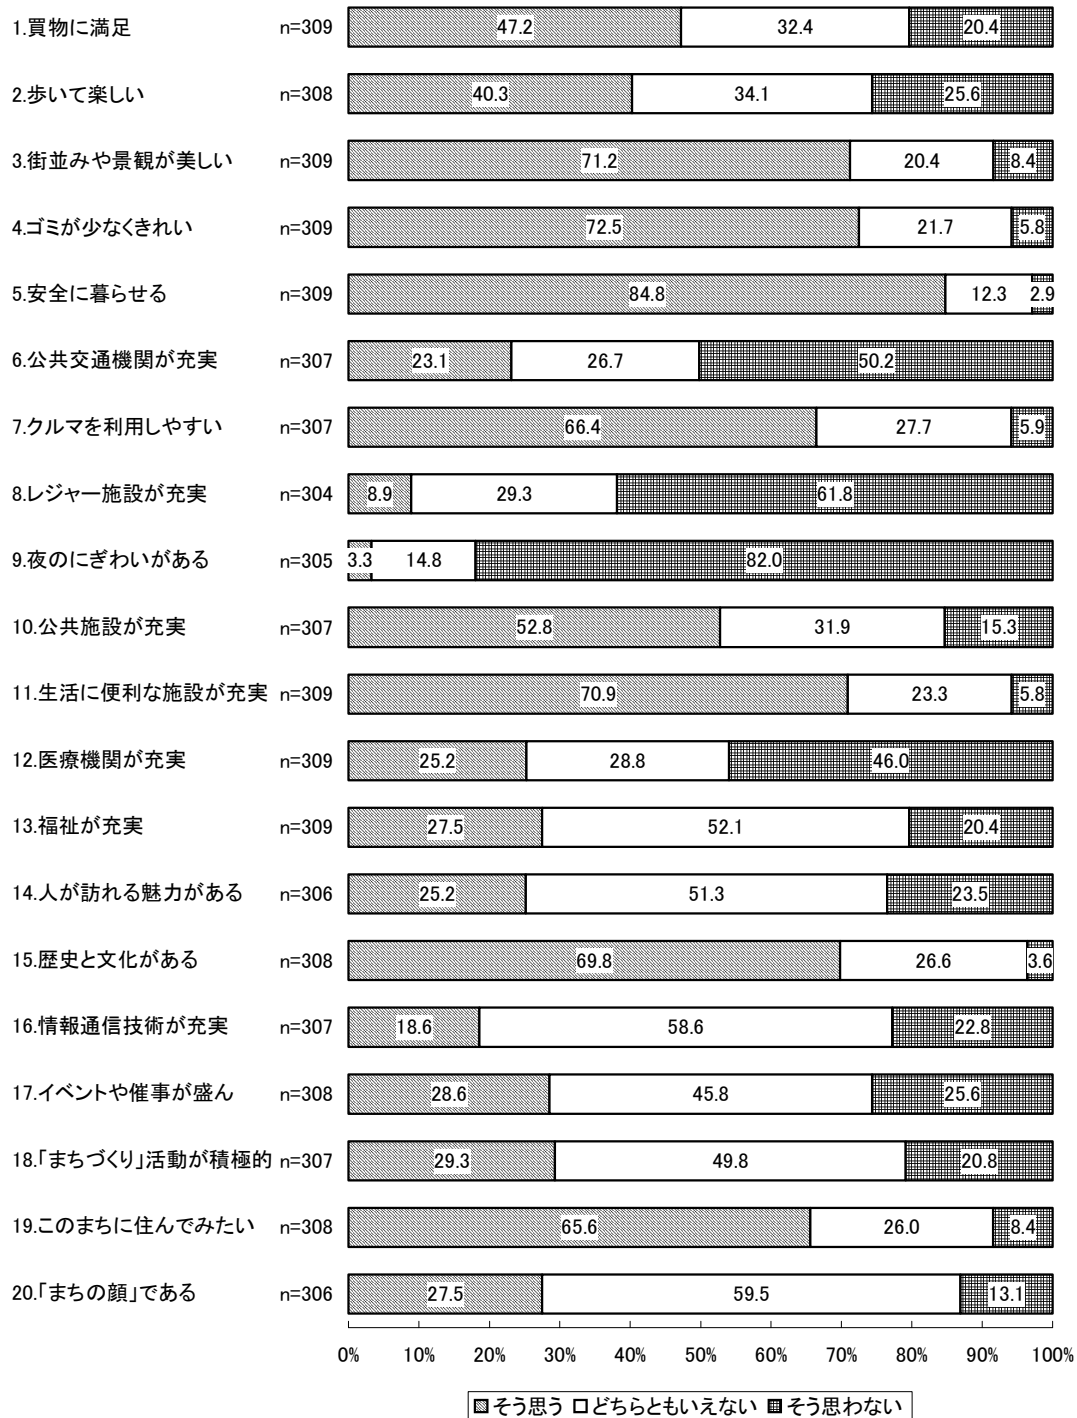 1.買物に満足 n=309 47.2 32.4 20.4
2.歩いて楽しい n=308 40.3 34.1 25.6
3.街並みや景観が美しい n=309 71.2 20.4 8.4
4.ゴミが少なくきれい n=309 72.5 21.7 5.8
5.安全に暮らせる n=309 84.8 12.3 2.9
6.公共交通機関が充実 n=307 23.1 26.7 50.2
7.クルマを利用しやすい n=307 66.4 27.7 5.9
8.レジャー施設が充実 n=304 8.9 29.3 61.8
9.夜のにぎわいがある n=305 3.3 14.8 82.0
10.公共施設が充実 n=307 52.8 31.9 15.3
11.生活に便利な施設が充実 n=309 70.9 23.3 5.8
12.医療機関が充実 n=309 25.2 28.8 46.0
13.福祉が充実 n=309 27.5 52.1 20.4
14.人が訪れる魅力がある n=306 25.2 51.3 23.5
15.歴史と文化がある n=308 69.8 26.6 3.6
16.情報通信技術が充実 n=307 18.6 58.6 22.8
17.イベントや催事が盛ん n=308 28.6 45.8 25.6
18.「まちづくり」活動が積極的 n=307 29.3 49.8 20.8
19.このまちに住んでみたい n=308 65.6 26.0 8.4
20.「まちの顔」である n=306 27.5 59.5 13.1
0% 10% 20% 30% 40% 50% 60% 70% 80% 90% 100%
そう思う どちらともいえない そう思わない